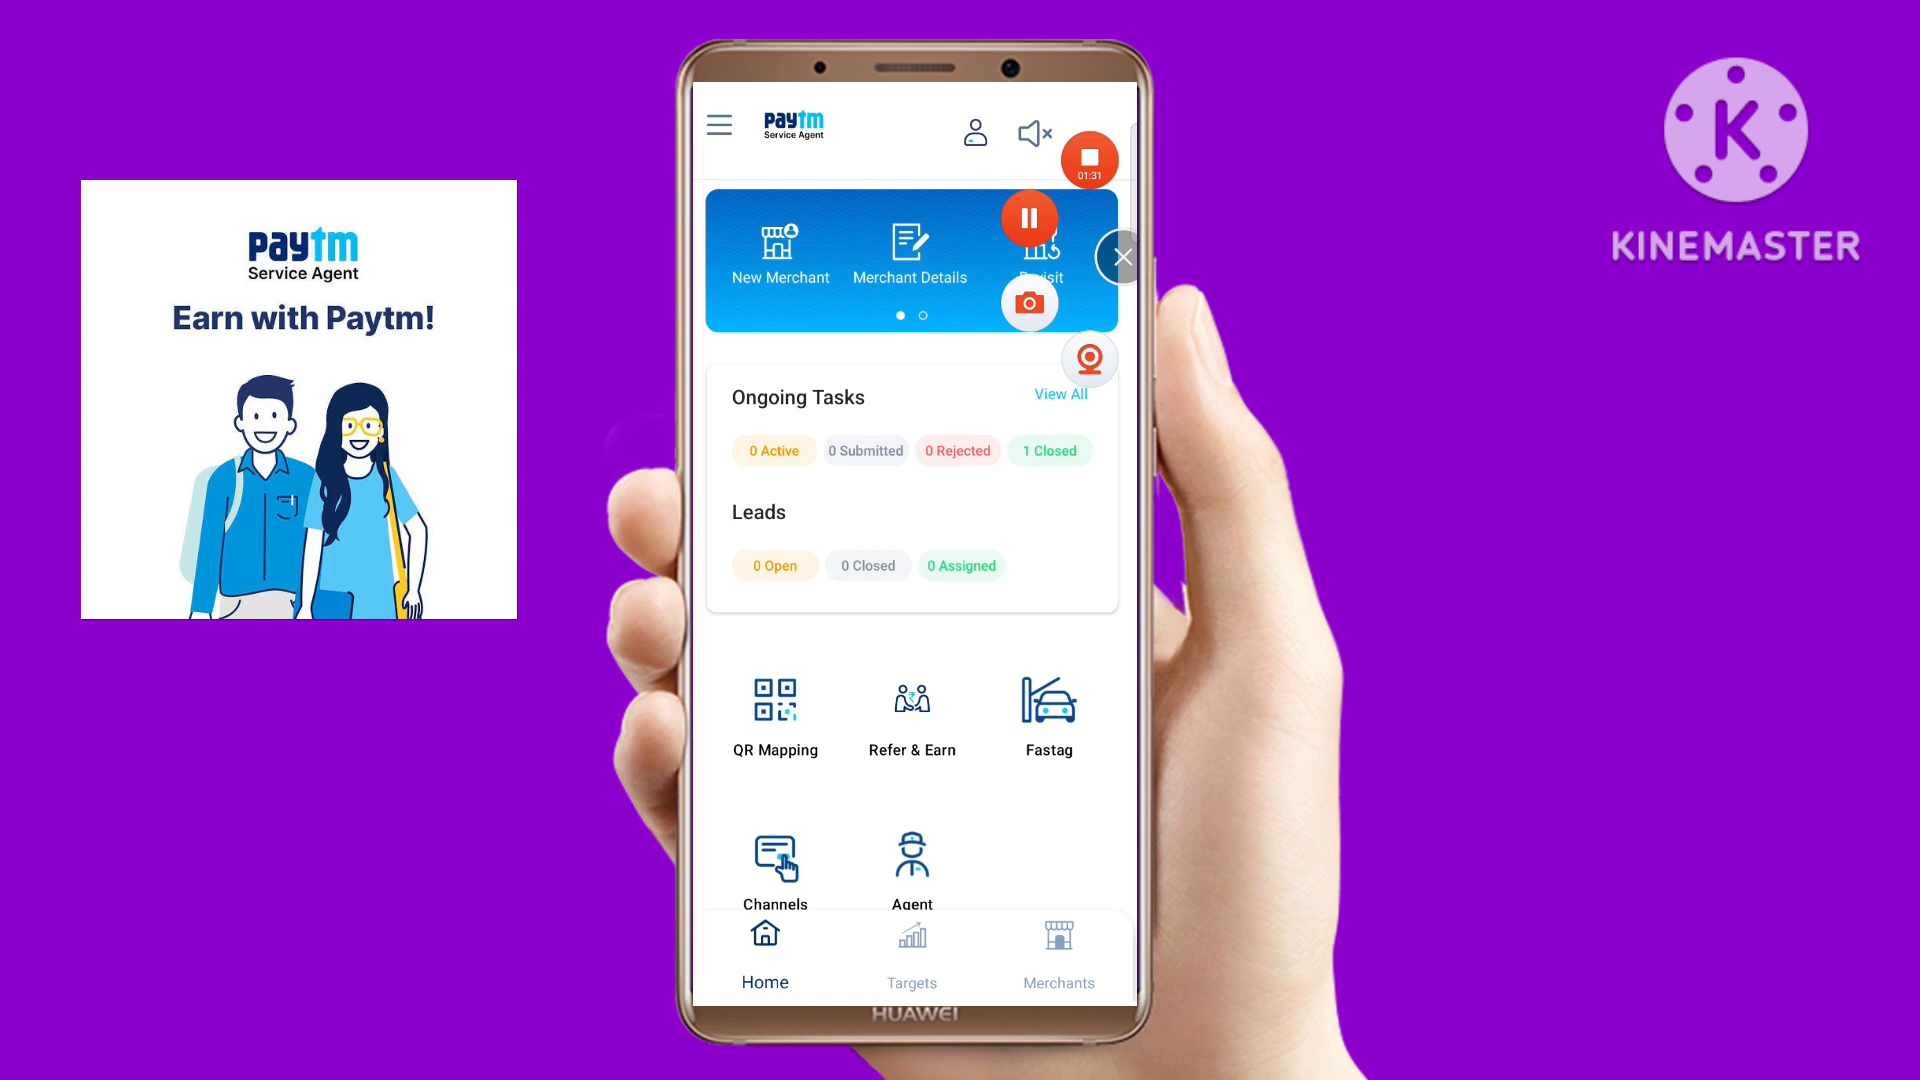 paytm
Service Agent
Earn with Paytm!
paytm
Service Agent
01:31
New Merchant
Merchant Details
Ongoing Tasks
View All
0 Active
0 Submitted
0 Rejected
1 Closed
Leads
0 Open
0 Closed
0 Assigned
QR Mapping
Refer & Earn
Fastag
Channels
Agent
Home
Targets
Merchants
HUAWEI
K
KINEMASTER